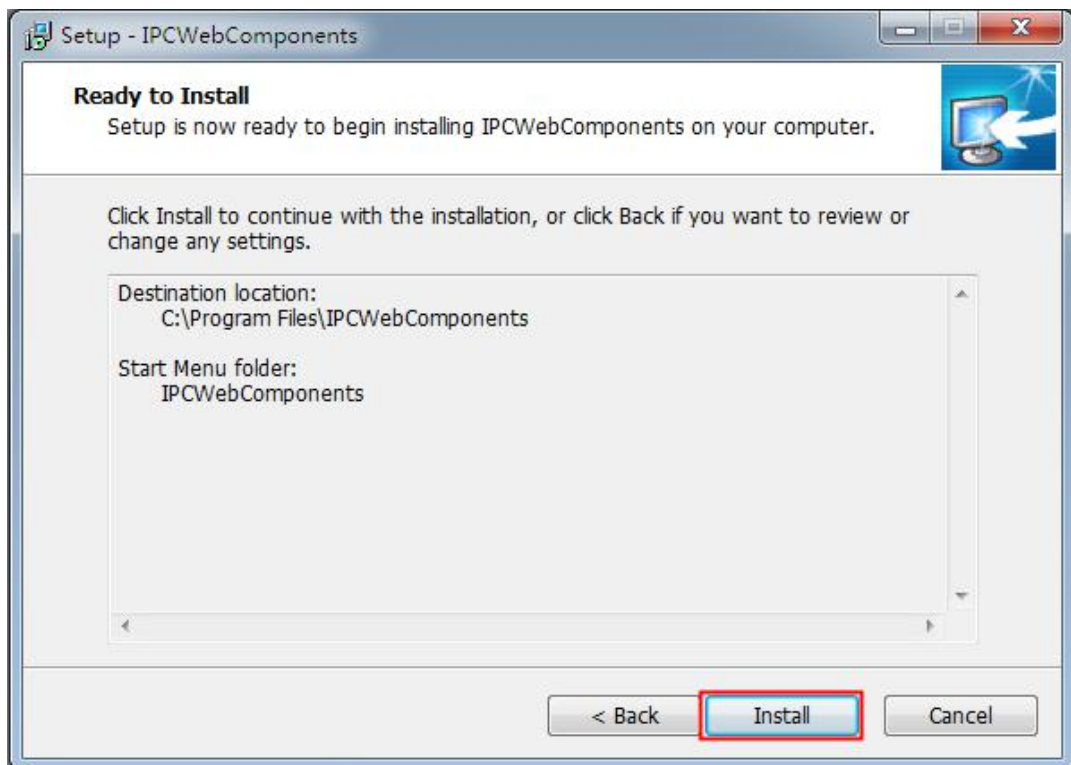 Setup - IPCWebComponents
Ready to Install
Setup is now ready to begin installing IPCWebComponents on your computer.
Click Install to continue with the installation, or click Back if you want to review or
change any settings.
Destination location:
C:\Program Files\IPCWebComponents
Start Menu folder:
IPCWebComponents
< Back Install Cancel